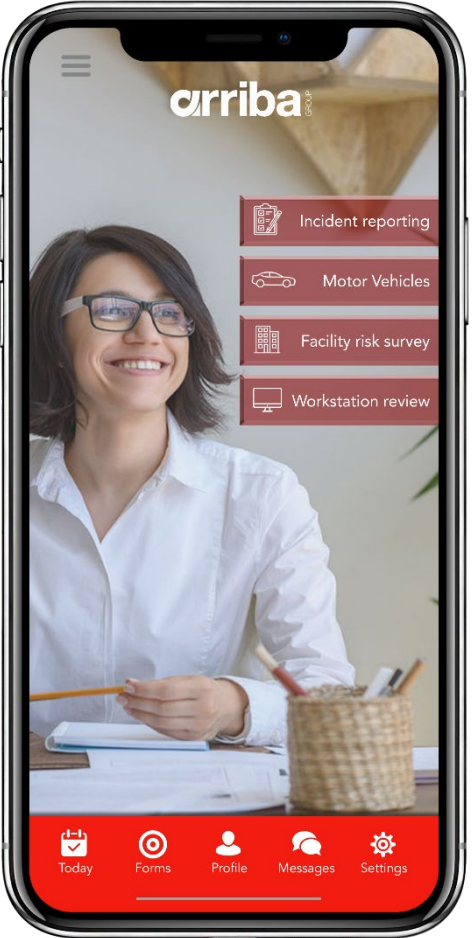 arriba
GROUP
Incident reporting
Motor Vehicles
Facility risk survey
Workstation review
Today
Forms
Profile
Messages
Settings